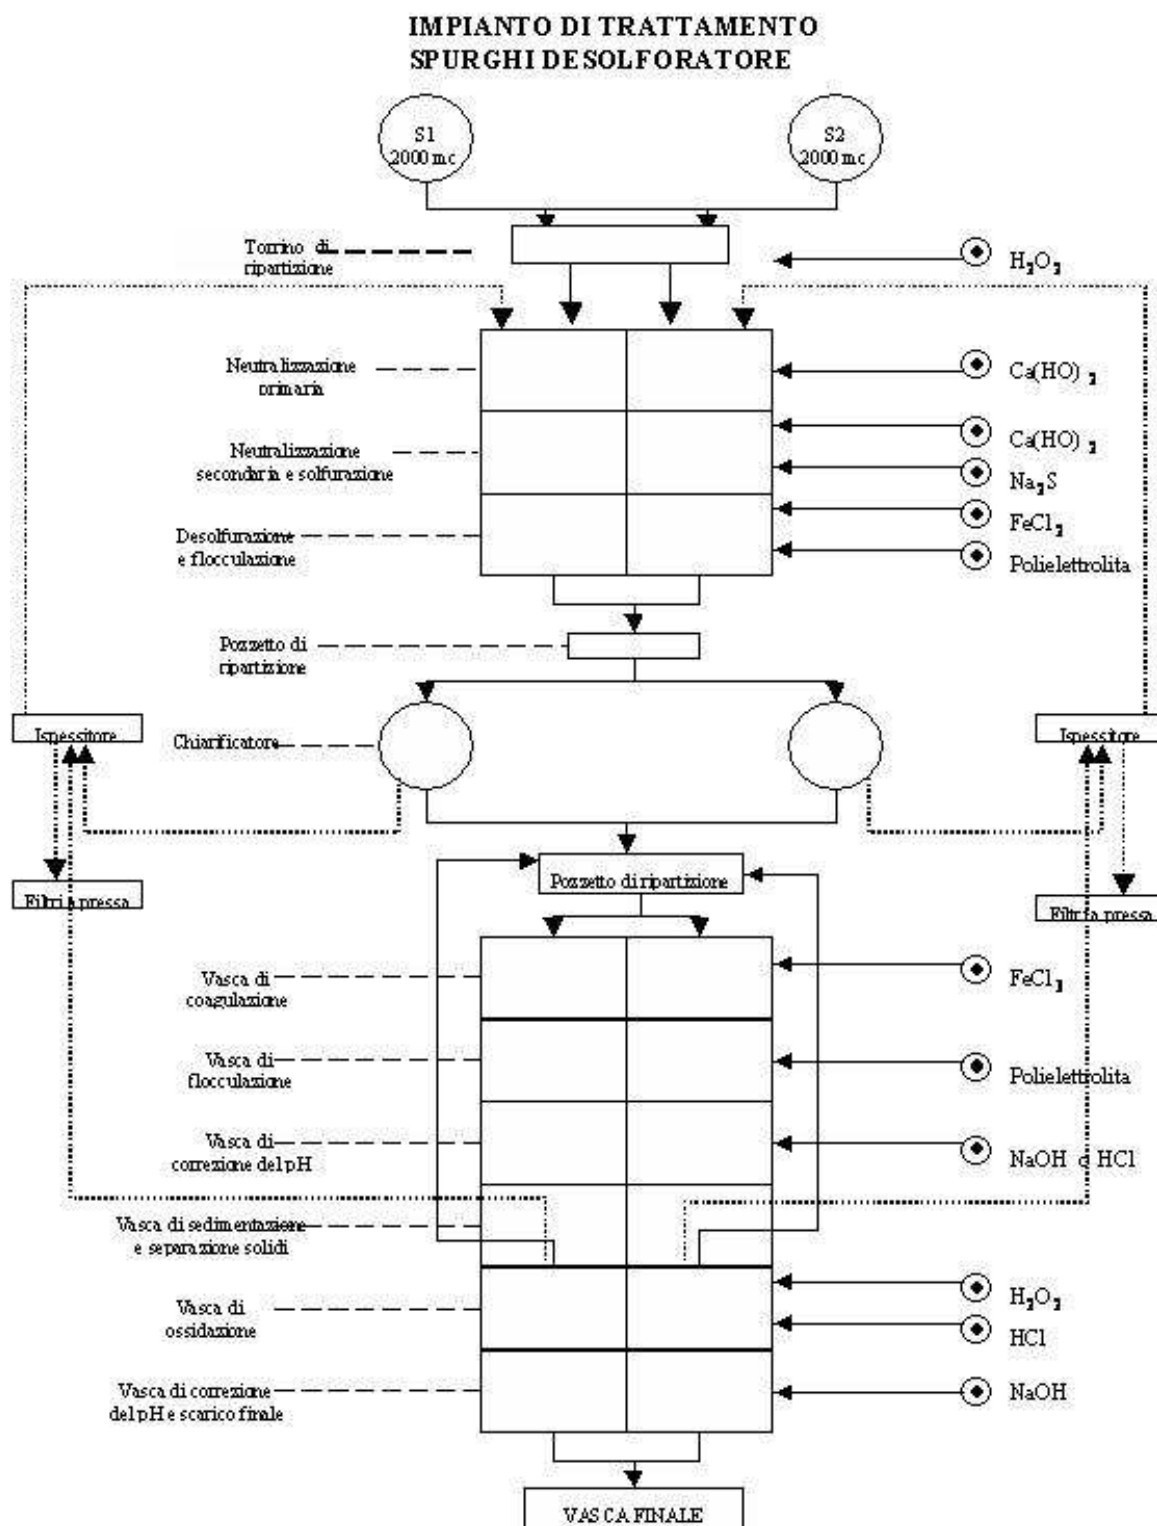 IMPIANTO DI TRATTAMENTO
SPURGHI DESOLFORATORE
S1
2000 mc
S2
2000 mc
Torrino di
ripartizione
H₂O₂
Neutralizzazione
primaria
Ca(HO)₂
Neutralizzazione
secondaria e solfurazione
Ca(HO)₂
Na₂S
Desolfurazione
e flocculazione
FeCl₃
Polielettrolita
Pozzetto di
ripartizione
Ispessitore
Chiarificatore
Ispessitore
Filtri a pressa
Pozzetto di ripartizione
Filtri a pressa
Vasca di
coagulazione
FeCl₃
Vasca di
flocculazione
Polielettrolita
Vasca di
correzione del pH
NaOH o HCl
Vasca di sedimentazione
e separazione solidi
Vasca di
ossidazione
H₂O₂
HCl
Vasca di correzione
del pH e scarico finale
NaOH
VASCA FINALE